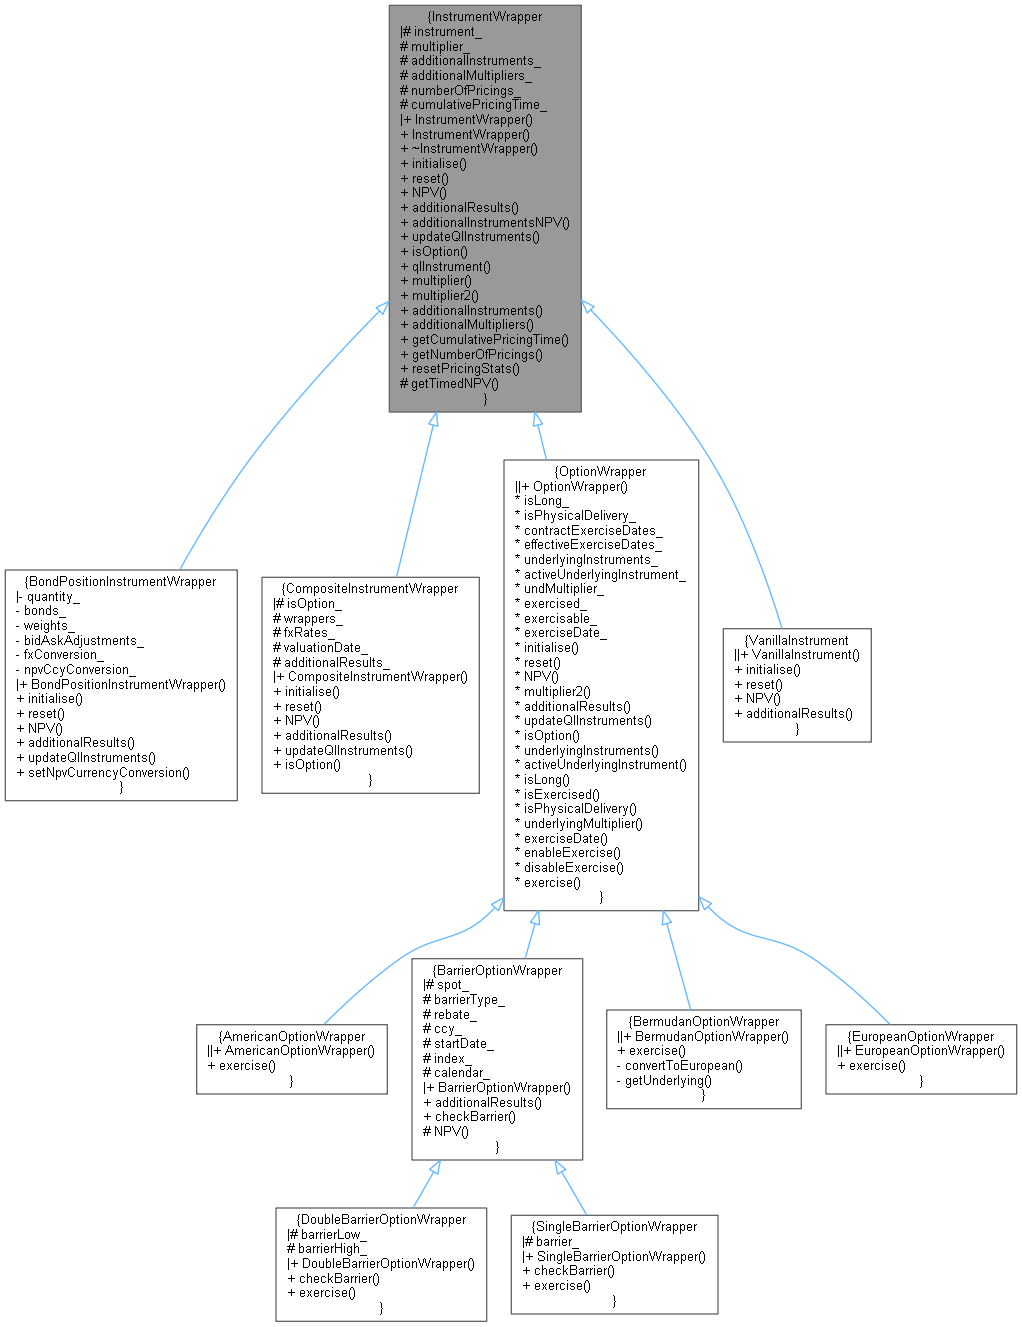 {InstrumentWrapper
|# instrument_
# multiplier_
# additionalInstruments_
# additionalMultipliers_
# numberOfPricings_
# cumulativePricingTime_
|+ InstrumentWrapper()
+ InstrumentWrapper()
+ ~InstrumentWrapper()
+ initialise()
+ reset()
+ NPV()
+ additionalResults()
+ additionalInstrumentsNPV()
+ updateQlInstruments()
+ isOption()
+ qlInstrument()
+ multiplier()
+ multiplier2()
+ additionalInstruments()
+ additionalMultipliers()
+ getCumulativePricingTime()
+ getNumberOfPricings()
+ resetPricingStats()
# getTimedNPV()
}
{BondPositionInstrumentWrapper
|- quantity_
- bonds_
- weights_
- bidAskAdjustments_
- fxConversion_
- npvCcyConversion_
|+ BondPositionInstrumentWrapper()
+ initialise()
+ reset()
+ NPV()
+ additionalResults()
+ updateQlInstruments()
+ setNpvCurrencyConversion()
}
{CompositeInstrumentWrapper
|# isOption_
# wrappers_
# fxRates_
# valuationDate_
# additionalResults_
|+ CompositeInstrumentWrapper()
+ initialise()
+ reset()
+ NPV()
+ additionalResults()
+ updateQlInstruments()
+ isOption()
}
{OptionWrapper
||+ OptionWrapper()
* isLong_
* isPhysicalDelivery_
* contractExerciseDates_
* effectiveExerciseDates_
* underlyingInstruments_
* activeUnderlyingInstrument_
* undMultiplier_
* exercised_
* exercisable_
* exerciseDate_
* initialise()
* reset()
* NPV()
* multiplier2()
* additionalResults()
* updateQlInstruments()
* isOption()
* underlyingInstruments()
* activeUnderlyingInstrument()
* isLong()
* isExercised()
* isPhysicalDelivery()
* underlyingMultiplier()
* exerciseDate()
* enableExercise()
* disableExercise()
* exercise()
}
{VanillaInstrument
||+ VanillaInstrument()
+ initialise()
+ reset()
+ NPV()
+ additionalResults()
}
{AmericanOptionWrapper
||+ AmericanOptionWrapper()
+ exercise()
}
{BarrierOptionWrapper
|# spot_
# barrierType_
# rebate_
# ccy_
# startDate_
# index_
# calendar_
|+ BarrierOptionWrapper()
+ additionalResults()
+ checkBarrier()
# NPV()
}
{BermudanOptionWrapper
||+ BermudanOptionWrapper()
+ exercise()
- convertToEuropean()
- getUnderlying()
}
{EuropeanOptionWrapper
||+ EuropeanOptionWrapper()
+ exercise()
}
{DoubleBarrierOptionWrapper
|# barrierLow_
# barrierHigh_
|+ DoubleBarrierOptionWrapper()
+ checkBarrier()
+ exercise()
}
{SingleBarrierOptionWrapper
|# barrier_
|+ SingleBarrierOptionWrapper()
+ checkBarrier()
+ exercise()
}